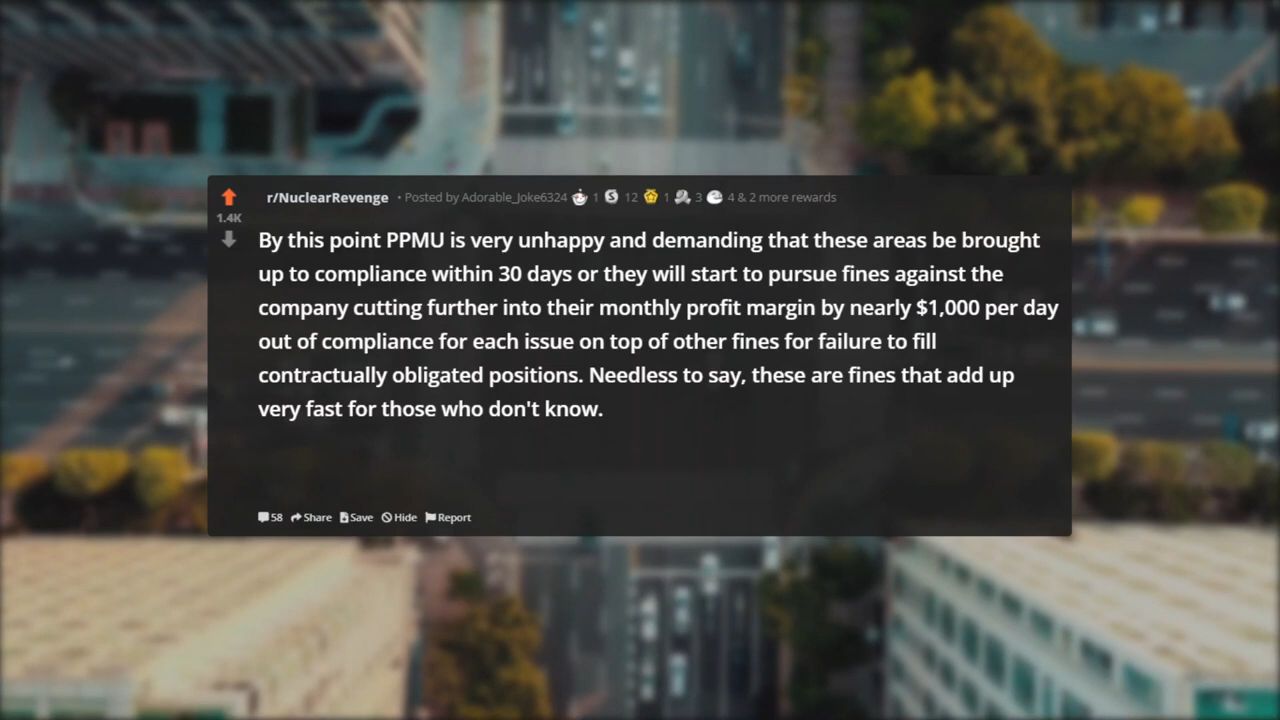 r/NuclearRevenge • Posted by Adorable_Joke6324 1 12 1 3 4 & 2 more rewards
1.4K
By this point PPMU is very unhappy and demanding that these areas be brought
up to compliance within 30 days or they will start to pursue fines against the
company cutting further into their monthly profit margin by nearly $1,000 per day
out of compliance for each issue on top of other fines for failure to fill
contractually obligated positions. Needless to say, these are fines that add up
very fast for those who don't know.
58 Share Save Hide Report